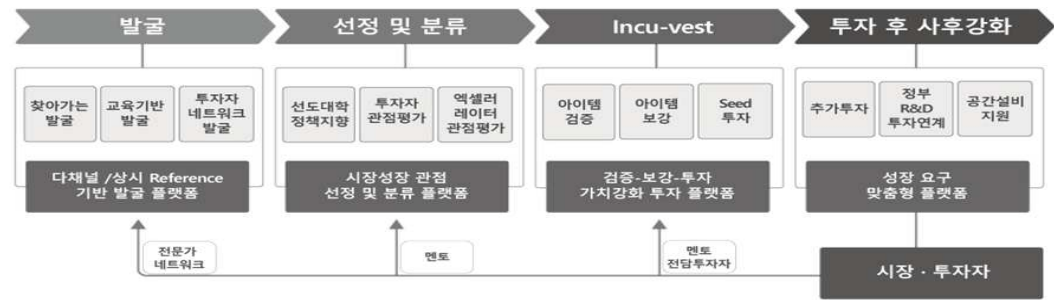 발굴
선정 및 분류
Incu-vest
투자 후 사후강화
찾아가는
발굴
교육기반
발굴
투자자
네트워크
발굴
선도대학
정책지향
투자자
관점평가
엑셀러
레이터
관점평가
아이템
검증
아이템
보강
Seed
투자
추가투자
정부
R&D
투자연계
공간설비
지원
다채널 /상시 Reference
기반 발굴 플랫폼
시장성장 관점
선정 및 분류 플랫폼
검증-보강-투자
가치강화 투자 플랫폼
성장 요구
맞춤형 플랫폼
전문가
네트워크
멘토
멘토
전담투자자
시장 · 투자자